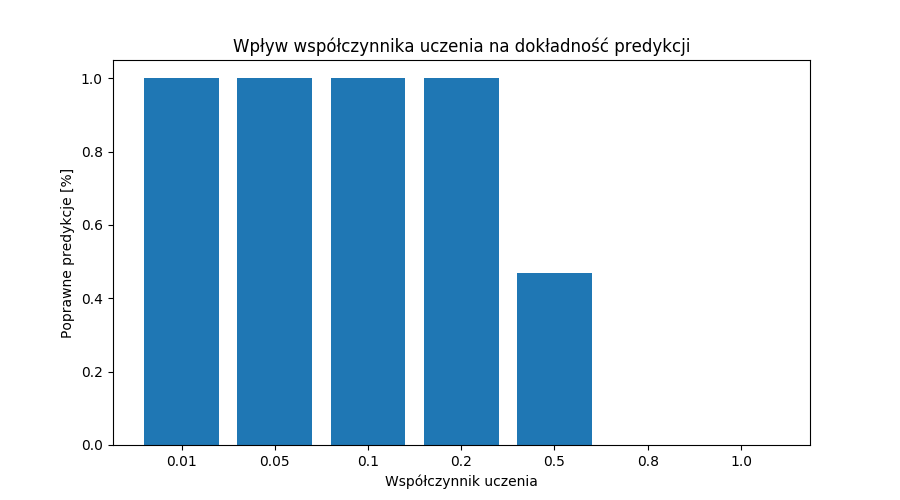 Wpływ współczynnika uczenia na dokładność predykcji
Poprawne predykcje [%]
1.0
0.8
0.6
0.4
0.2
0.0
0.01 0.05 0.1 0.2 0.5 0.8 1.0
Współczynnik uczenia